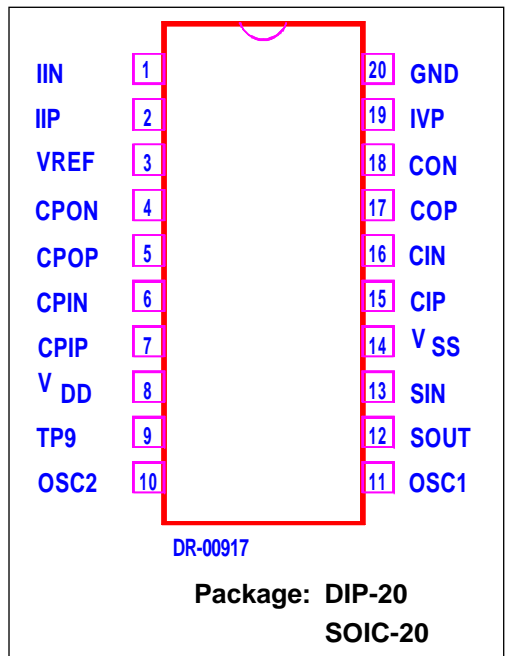 IIN 1 20 GND
IIP 2 19 IVP
VREF 3 18 CON
CPON 4 17 COP
CPOP 5 16 CIN
CPIN 6 15 CIP
CPIP 7 14 VSS
VDD 8 13 SIN
TP9 9 12 SOUT
OSC2 10 11 OSC1
DR-00917
Package: DIP-20
SOIC-20